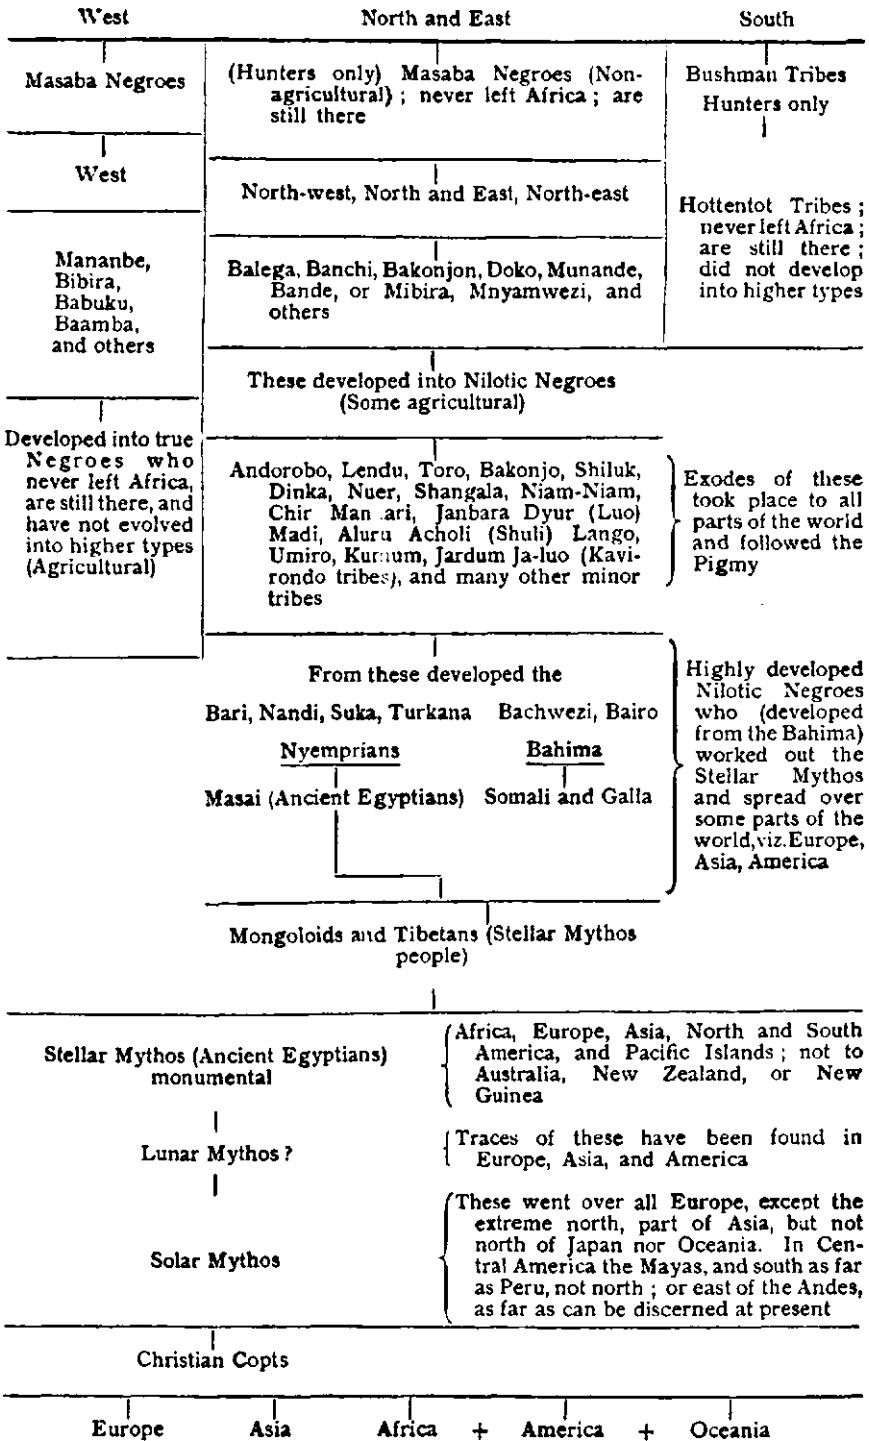 West North and East South
Masaba Negroes
(Hunters only) Masaba Negroes (Non-
agricultural) ; never left Africa ; are
still there
Bushman Tribes
Hunters only
West
North-west, North and East, North-east
Hottentot Tribes ;
never left Africa ;
are still there ;
did not develop
into higher types
Mananbe,
Bibira,
Babuku,
Baamba,
and others
Balega, Banchi, Bakonjon, Doko, Munande,
Bande, or Mibira, Mnyamwezi, and
others
These developed into Nilotic Negroes
(Some agricultural)
Developed into true
Negroes who
never left Africa,
are still there, and
have not evolved
into higher types
(Agricultural)
Andorobo, Lendu, Toro, Bakonjo, Shiluk,
Dinka, Nuer, Shangala, Niam-Niam,
Chir Janbara Dyur (Luo)
Madi, Aluru Acholi (Shuli) Lango,
Umiro, Jardum Ja-luo (Kavi-
rondo tribes), and many other minor
tribes
Exodes of these
took place to all
parts of the world
and followed the
Pigmy
From these developed the
Bari, Nandi, Suka, Turkana Bachwezi, Bairo
Nyemprians Bahima
Masai (Ancient Egyptians) Somali and Galla
Highly developed
Nilotic Negroes
who (developed
from the Bahima)
worked out the
Stellar Mythos
and spread over
some parts of the
world, viz. Europe,
Asia, America
Mongoloids and Tibetans (Stellar Mythos
people)
Stellar Mythos (Ancient Egyptians)
monumental
Africa, Europe, Asia, North and South
America, and Pacific Islands ; not to
Australia, New Zealand, or New
Guinea
Lunar Mythos ?
Traces of these have been found in
Europe, Asia, and America
Solar Mythos
These went over all Europe, except the
extreme north, part of Asia, but not
north of Japan nor Oceania. In Cen-
tral America the Mayas, and south as far
as Peru, not north ; or east of the Andes,
as far as can be discerned at present
Christian Copts
Europe Asia Africa + America + Oceania